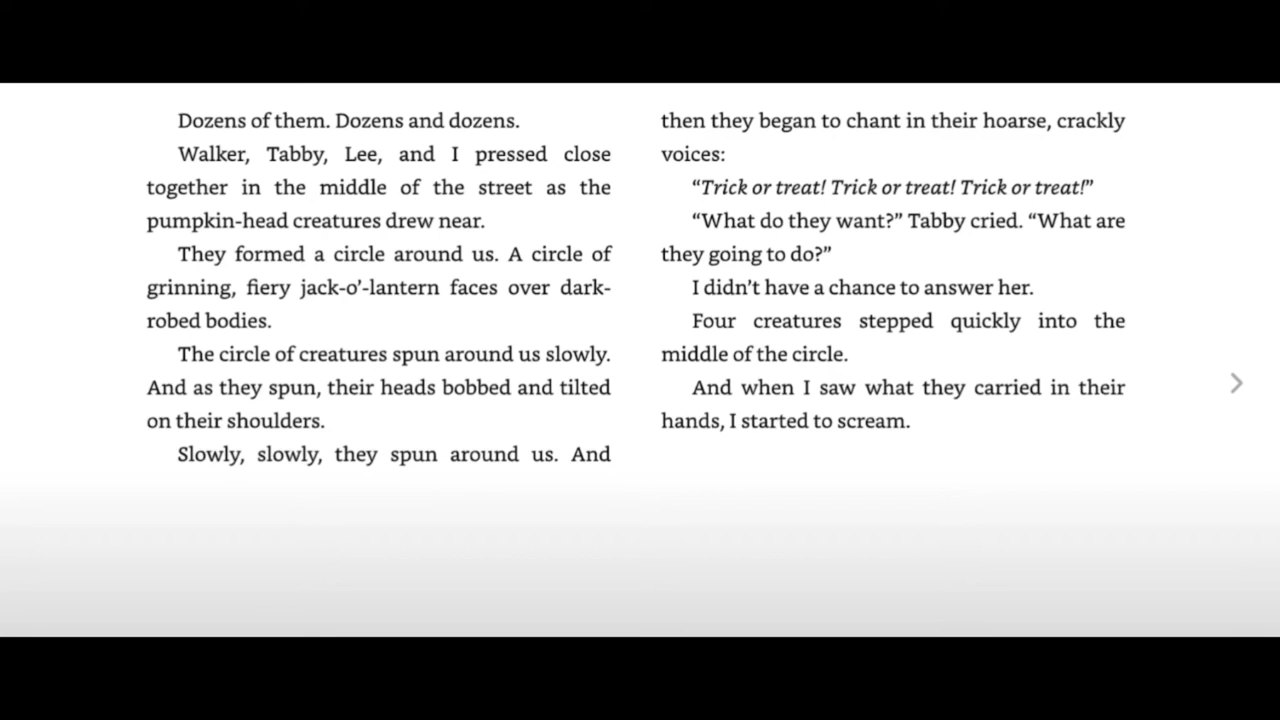 Dozens of them. Dozens and dozens.
Walker, Tabby, Lee, and I pressed close
together in the middle of the street as the
pumpkin-head creatures drew near.
They formed a circle around us. A circle of
grinning, fiery jack-o’-lantern faces over dark-
robed bodies.
The circle of creatures spun around us slowly.
And as they spun, their heads bobbed and tilted
on their shoulders.
Slowly, slowly, they spun around us. And
then they began to chant in their hoarse, crackly
voices:
“Trick or treat! Trick or treat! Trick or treat!”
“What do they want?” Tabby cried. “What are
they going to do?”
I didn’t have a chance to answer her.
Four creatures stepped quickly into the
middle of the circle.
And when I saw what they carried in their
hands, I started to scream.